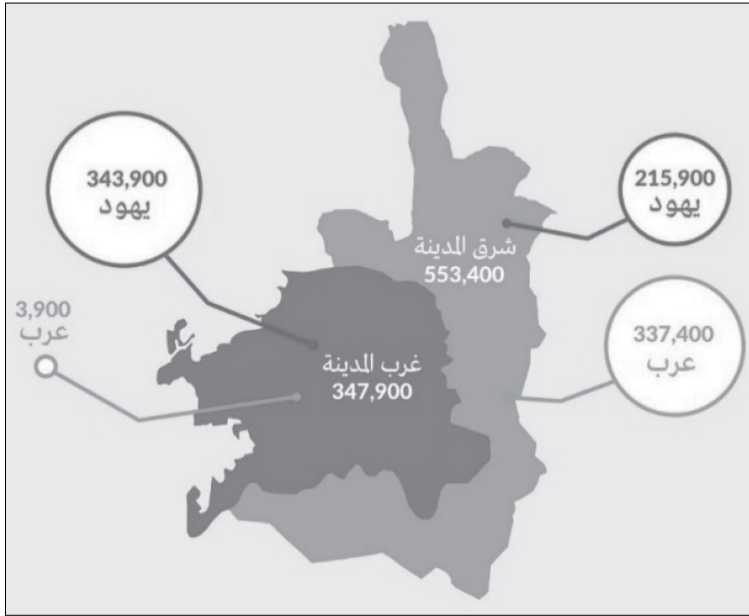 343,900
يهود
215,900
يهود
شرق المدينة
553,400
3,900
عرب
337,400
عرب
غرب المدينة
347,900